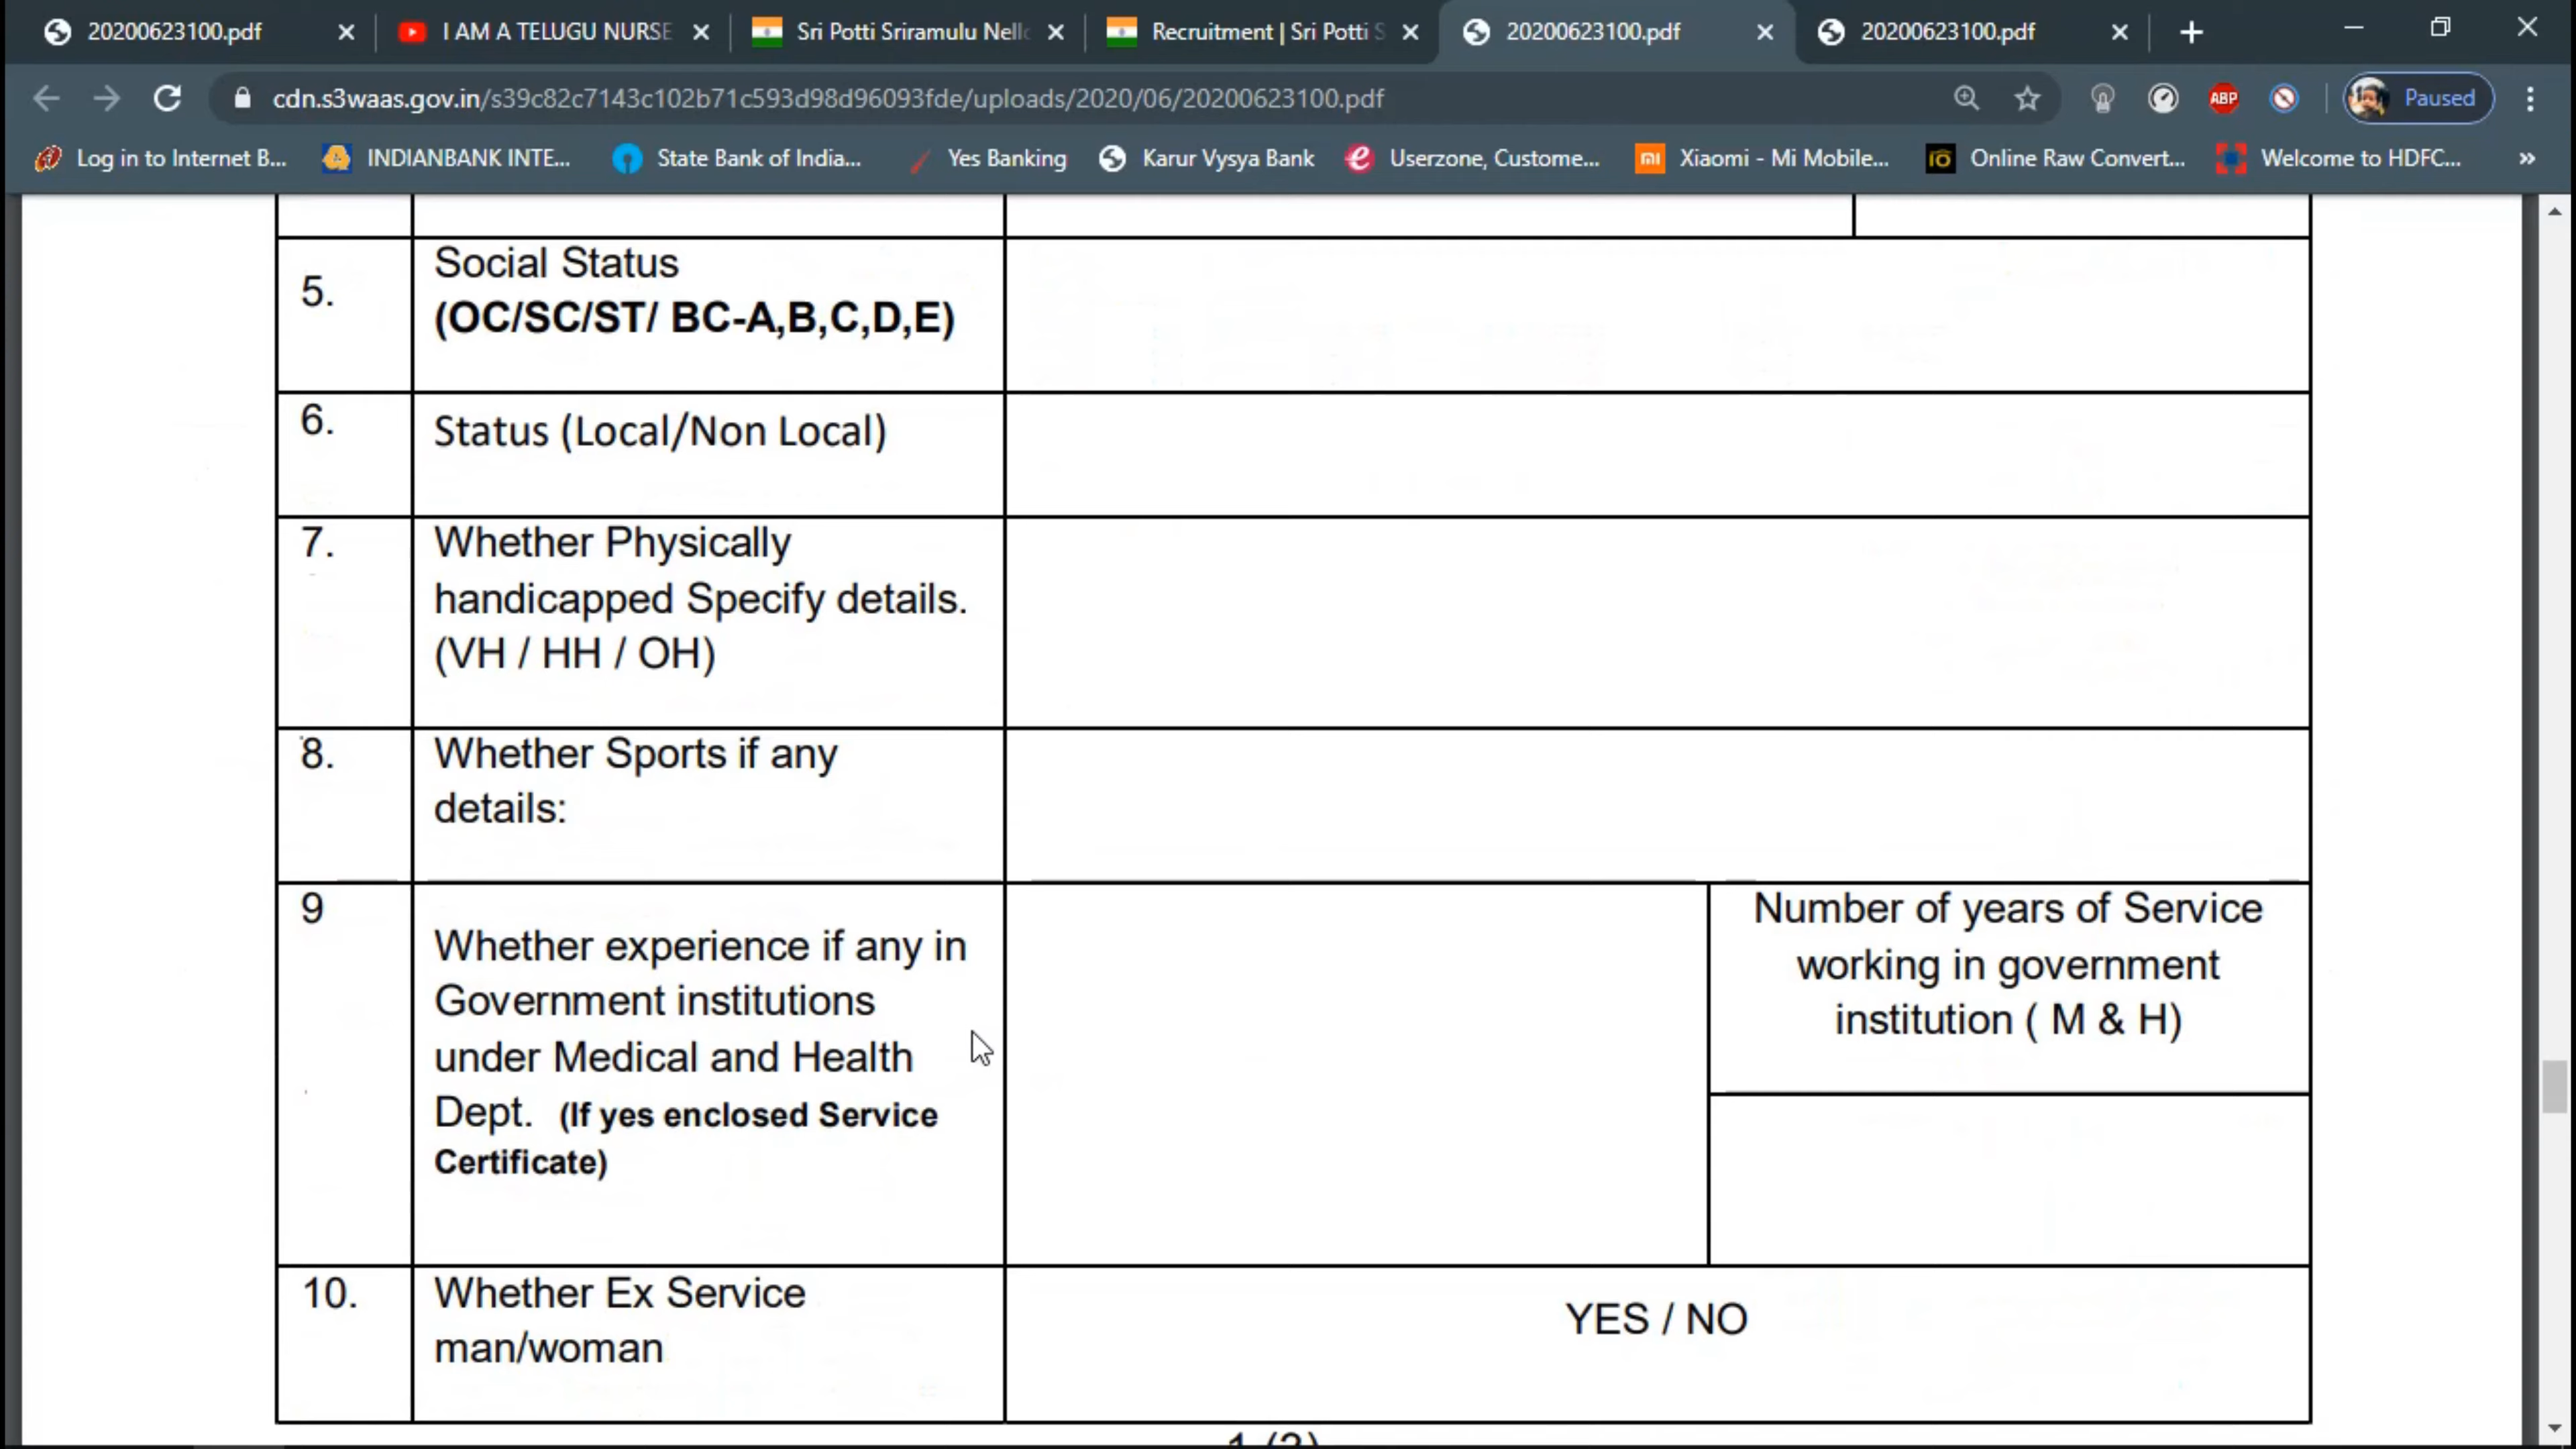 20200623100.pdf
I AM A TELUGU NURSE
Sri Potti Sriramulu Nello
Recruitment | Sri Potti S
20200623100.pdf
20200623100.pdf
cdn.s3waas.gov.in/s39c82c7143c102b71c593d98d96093fde/uploads/2020/06/20200623100.pdf
ABP
Paused
Log in to Internet B...
INDIANBANK INTE...
State Bank of India...
Yes Banking
Karur Vysya Bank
Userzone, Custome...
Xiaomi - Mi Mobile...
Online Raw Convert...
Welcome to HDFC...
5.
Social Status
(OC/SC/ST/ BC-A,B,C,D,E)
6.
Status (Local/Non Local)
7.
Whether Physically
handicapped Specify details.
(VH / HH / OH)
8.
Whether Sports if any
details:
9
Whether experience if any in
Government institutions
under Medical and Health
Dept. (If yes enclosed Service
Certificate)
Number of years of Service
working in government
institution ( M & H)
10.
Whether Ex Service
man/woman
YES / NO